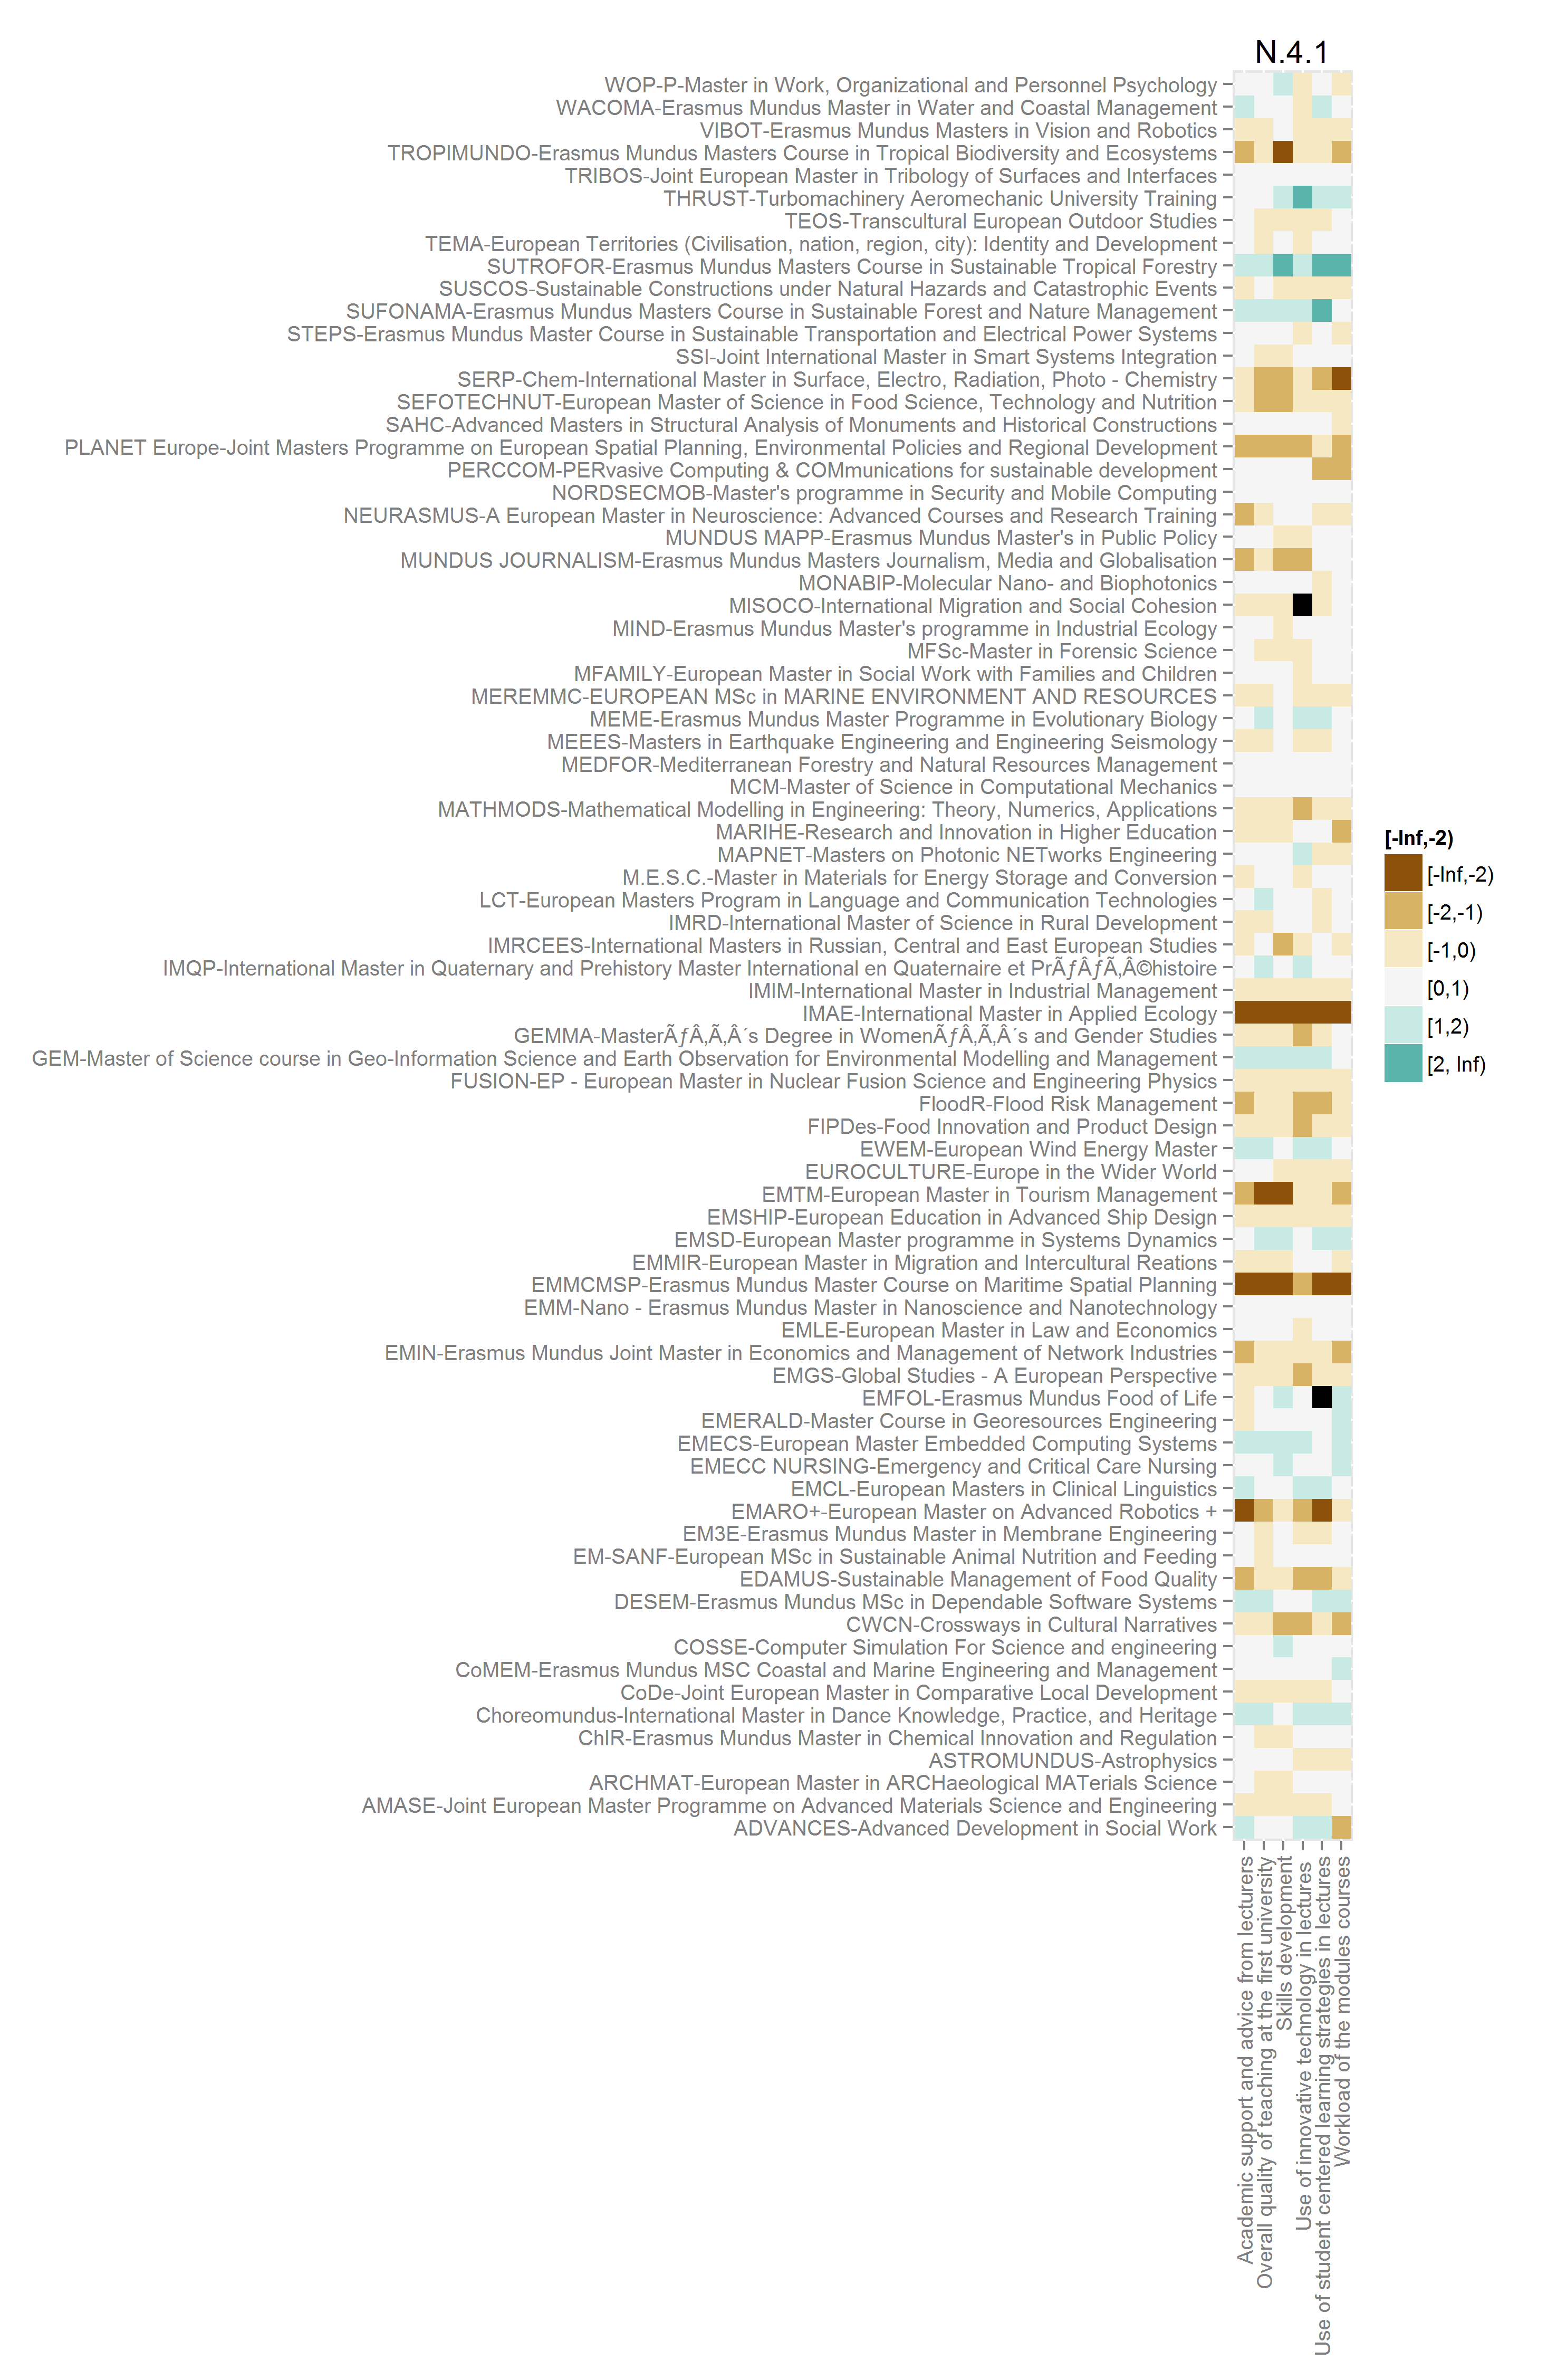 N.4.1
WOP-P-Master in Work, Organizational and Personnel Psychology
WACOMA-Erasmus Mundus Master in Water and Coastal Management
VIBOT-Erasmus Mundus Masters in Vision and Robotics
TROPIMUNDO-Erasmus Mundus Masters Course in Tropical Biodiversity and Ecosystems
TRIBOS-Joint European Master in Tribology of Surfaces and Interfaces
THRUST-Turbomachinery Aeromechanic University Training
TEOS-Transcultural European Outdoor Studies
TEMA-European Territories (Civilisation, nation, region, city): Identity and Development
SUTROFOR-Erasmus Mundus Masters Course in Sustainable Tropical Forestry
SUSCOS-Sustainable Constructions under Natural Hazards and Catastrophic Events
SUFONAMA-Erasmus Mundus Masters Course in Sustainable Forest and Nature Management
STEPS-Erasmus Mundus Master Course in Sustainable Transportation and Electrical Power Systems
SSI-Joint International Master in Smart Systems Integration
SERP-Chem-International Master in Surface, Electro, Radiation, Photo - Chemistry
SEFOTECHNUT-European Master of Science in Food Science, Technology and Nutrition
SAHC-Advanced Masters in Structural Analysis of Monuments and Historical Constructions
PLANET Europe-Joint Masters Programme on European Spatial Planning, Environmental Policies and Regional Development
PERCCOM-PERvasive Computing & COMmunications for sustainable development
NORDSECMOB-Master's programme in Security and Mobile Computing
NEURASMUS-A European Master in Neuroscience: Advanced Courses and Research Training
MUNDUS MAPP-Erasmus Mundus Master's in Public Policy
MUNDUS JOURNALISM-Erasmus Mundus Masters Journalism, Media and Globalisation
MONABIP-Molecular Nano- and Biophotonics
MISOCO-International Migration and Social Cohesion
MIND-Erasmus Mundus Master's programme in Industrial Ecology
MFSc-Master in Forensic Science
MFAMILY-European Master in Social Work with Families and Children
MEREMMC-EUROPEAN MSc in MARINE ENVIRONMENT AND RESOURCES
MEME-Erasmus Mundus Master Programme in Evolutionary Biology
MEEES-Masters in Earthquake Engineering and Engineering Seismology
MEDFOR-Mediterranean Forestry and Natural Resources Management
MCM-Master of Science in Computational Mechanics
MATHMODS-Mathematical Modelling in Engineering: Theory, Numerics, Applications
MARIHE-Research and Innovation in Higher Education
MAPNET-Masters on Photonic NETworks Engineering
M.E.S.C.-Master in Materials for Energy Storage and Conversion
LCT-European Masters Program in Language and Communication Technologies
IMRD-International Master of Science in Rural Development
IMRCEES-International Masters in Russian, Central and East European Studies
IMQP-International Master in Quaternary and Prehistory Master International en Quaternaire et PrÃƒÂƒÃ‚Â©histoire
IMIM-International Master in Industrial Management
IMAE-International Master in Applied Ecology
GEMMA-MasterÃƒÂ‚Ã‚Â´s Degree in WomenÃƒÂ‚Ã‚Â´s and Gender Studies
GEM-Master of Science course in Geo-Information Science and Earth Observation for Environmental Modelling and Management
FUSION-EP - European Master in Nuclear Fusion Science and Engineering Physics
FloodR-Flood Risk Management
FIPDes-Food Innovation and Product Design
EWEM-European Wind Energy Master
EUROCULTURE-Europe in the Wider World
EMTM-European Master in Tourism Management
EMSHIP-European Education in Advanced Ship Design
EMSD-European Master programme in Systems Dynamics
EMMIR-European Master in Migration and Intercultural Reations
EMMCMSP-Erasmus Mundus Master Course on Maritime Spatial Planning
EMM-Nano - Erasmus Mundus Master in Nanoscience and Nanotechnology
EMLE-European Master in Law and Economics
EMIN-Erasmus Mundus Joint Master in Economics and Management of Network Industries
EMGS-Global Studies - A European Perspective
EMFOL-Erasmus Mundus Food of Life
EMERALD-Master Course in Georesources Engineering
EMECS-European Master Embedded Computing Systems
EMECC NURSING-Emergency and Critical Care Nursing
EMCL-European Masters in Clinical Linguistics
EMARO+-European Master on Advanced Robotics +
EM3E-Erasmus Mundus Master in Membrane Engineering
EM-SANF-European MSc in Sustainable Animal Nutrition and Feeding
EDAMUS-Sustainable Management of Food Quality
DESEM-Erasmus Mundus MSc in Dependable Software Systems
CWCN-Crossways in Cultural Narratives
COSSE-Computer Simulation For Science and engineering
CoMEM-Erasmus Mundus MSC Coastal and Marine Engineering and Management
CoDe-Joint European Master in Comparative Local Development
Choreomundus-International Master in Dance Knowledge, Practice, and Heritage
ChIR-Erasmus Mundus Master in Chemical Innovation and Regulation
ASTROMUNDUS-Astrophysics
ARCHMAT-European Master in ARCHaeological MATerials Science
AMASE-Joint European Master Programme on Advanced Materials Science and Engineering
ADVANCES-Advanced Development in Social Work
Academic support and advice from lecturers
Overall quality of teaching at the first university
Skills development
Use of innovative technology in lectures
Use of student centered learning strategies in lectures
Workload of the modules courses
[-Inf,-2)
[-Inf,-2)
[-2,-1)
[-1,0)
[0,1)
[1,2)
[2, Inf)